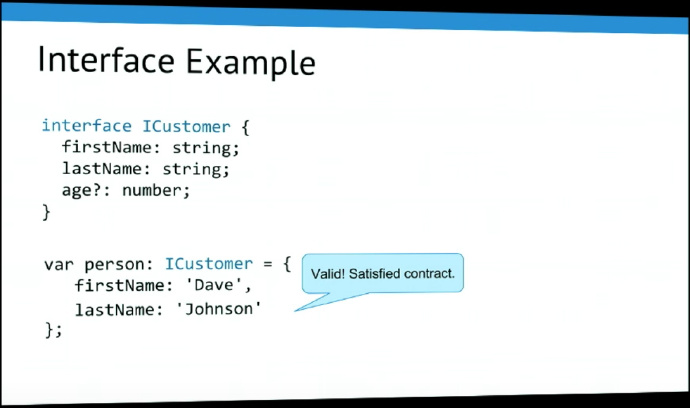 Interface Example
interface ICustomer {
firstName: string;
lastName: string;
age?: number;
}
var person: ICustomer = {
Valid! Satisfied contract.
firstName: 'Dave',
lastName: 'Johnson'
};